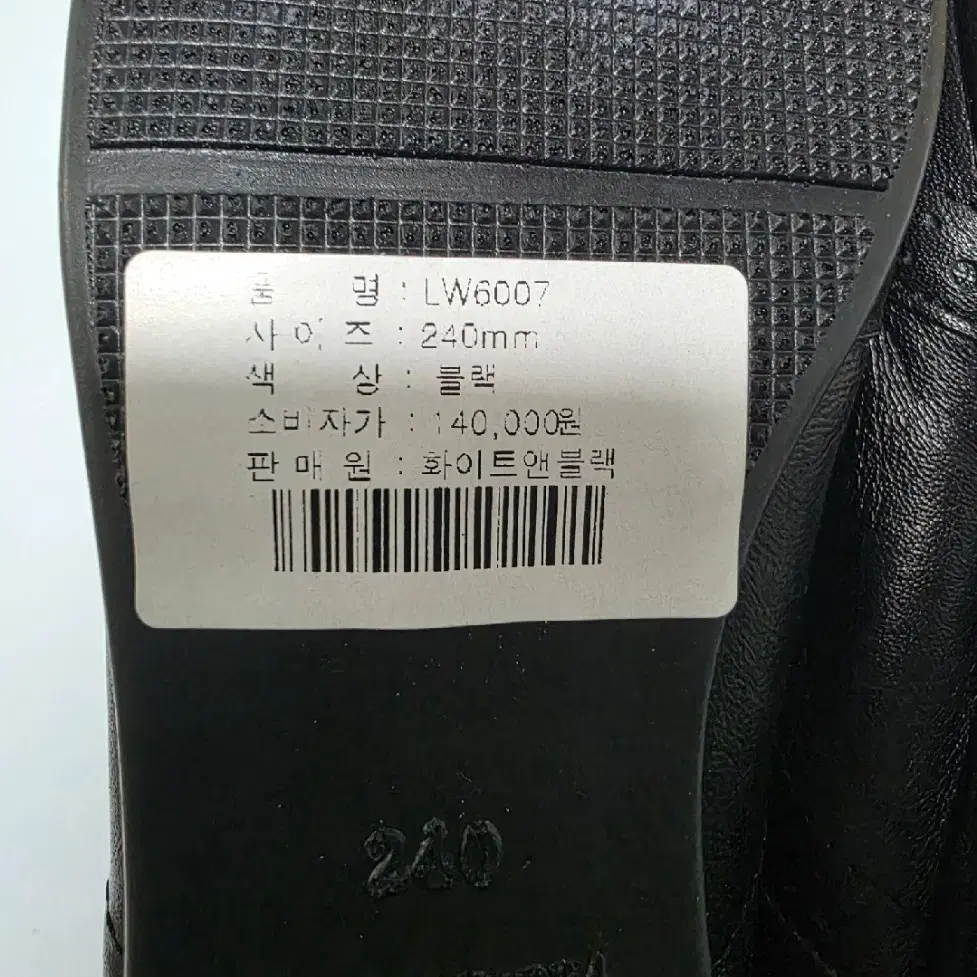 품 명 : LW6007
사 이 즈 : 240mm
색 상 : 블랙
소비자가 : 140,000원
판 매 원 : 화이트앤블랙
240